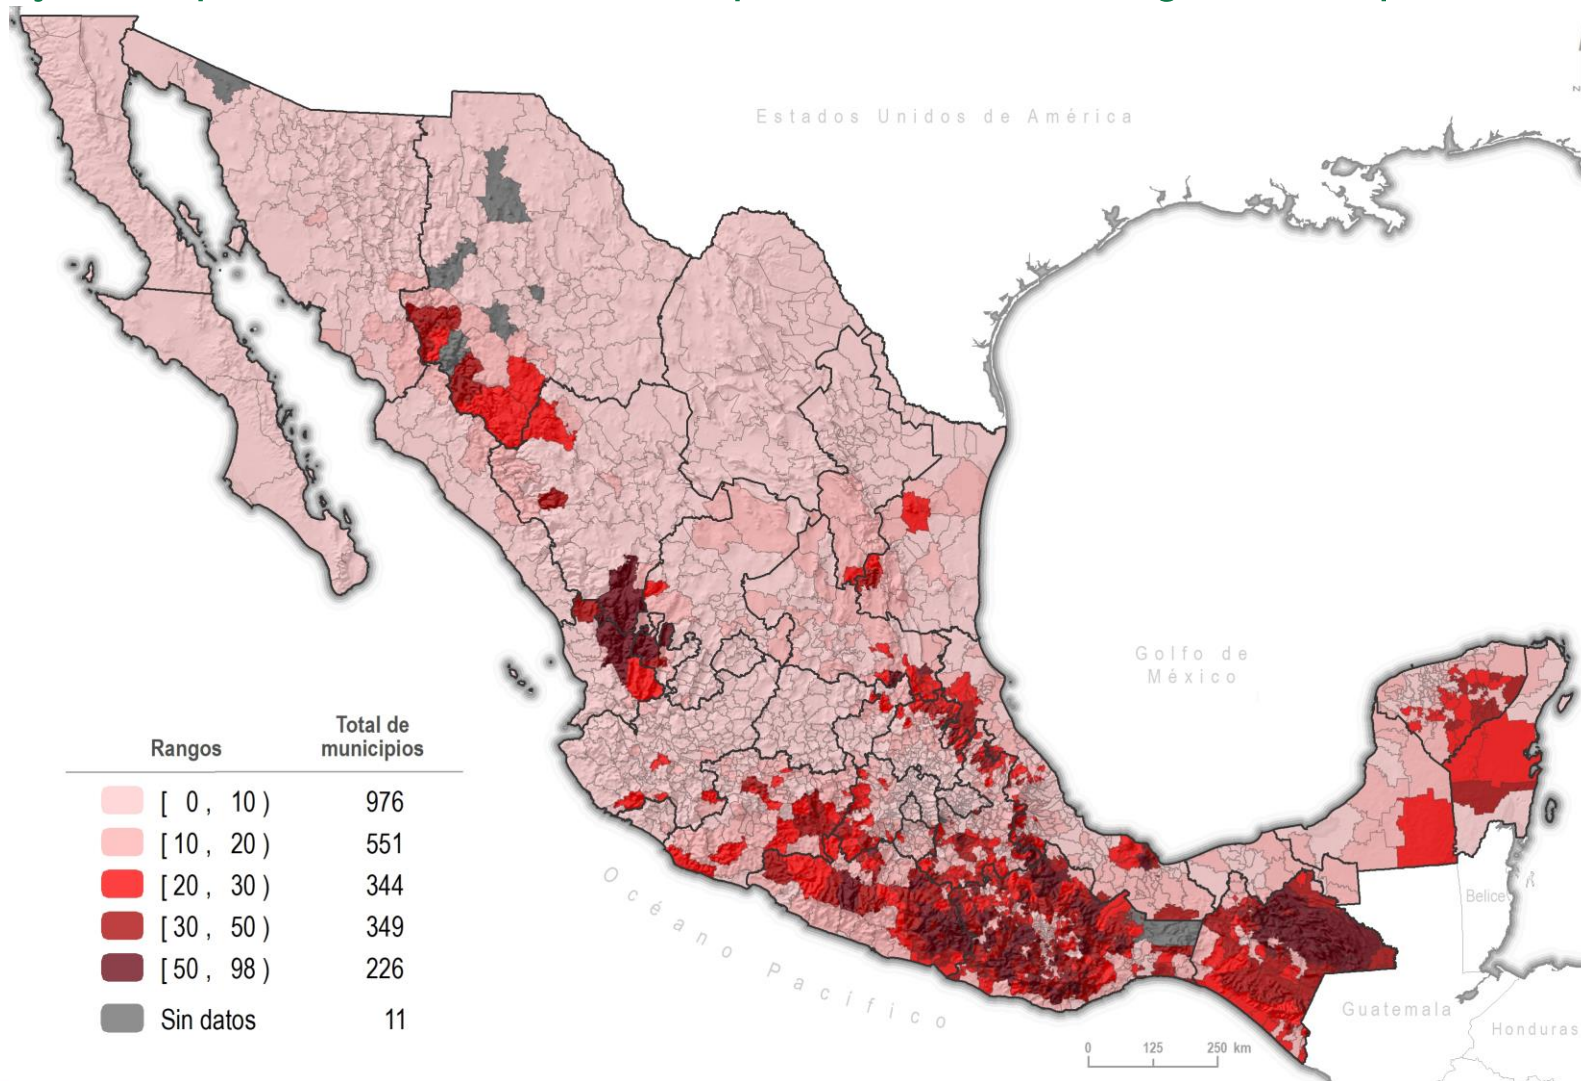 Estados Unidos de América
Golfo de
México
Océano Pacífico
Belice
Guatemala
Honduras
Rangos
Total de
municipios
[ 0 , 10 ) 976
[ 10 , 20 ) 551
[ 20 , 30 ) 344
[ 30 , 50 ) 349
[ 50 , 98 ) 226
Sin datos 11
0 125 250 km